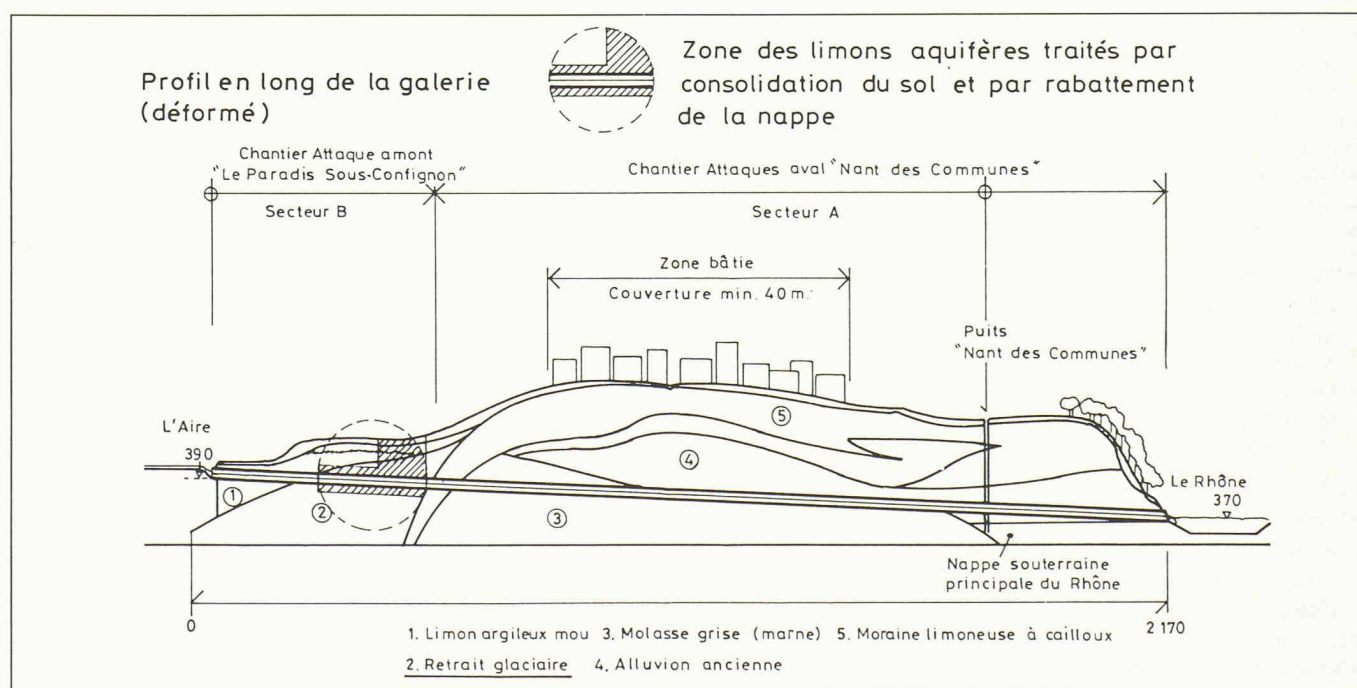 Profil en long de la galerie
(déformé)
Zone des limons aquifères traités par
consolidation du sol et par rabattement
de la nappe
Chantier Attaque amont
"Le Paradis Sous-Confignon"
Chantier Attaques aval "Nant des Communes"
Secteur B
Secteur A
Zone bâtie
Couverture min. 40 m.
Puits
"Nant des Communes"
L'Aire
390
5
4
Le Rhône
370
1
2
3
Nappe souterraine
principale du Rhône
0
2 170
1. Limon argileux mou 3. Molasse grise (marne) 5. Moraine limoneuse à cailloux
2. Retrait glaciaire 4. Alluvion ancienne